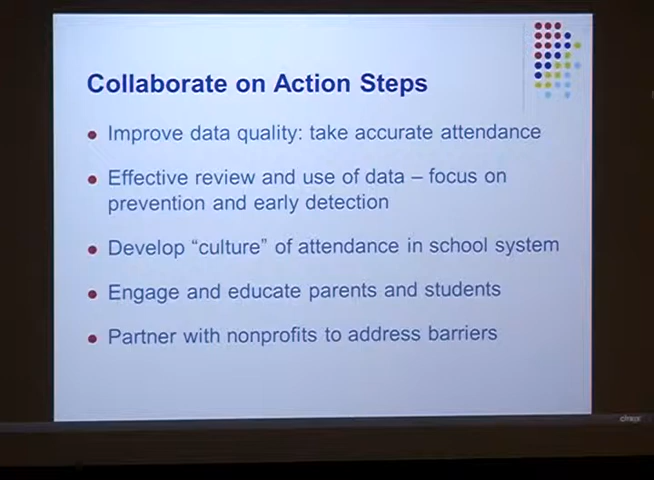 Collaborate on Action Steps
Improve data quality: take accurate attendance
Effective review and use of data – focus on
prevention and early detection
Develop “culture” of attendance in school system
Engage and educate parents and students
Partner with nonprofits to address barriers